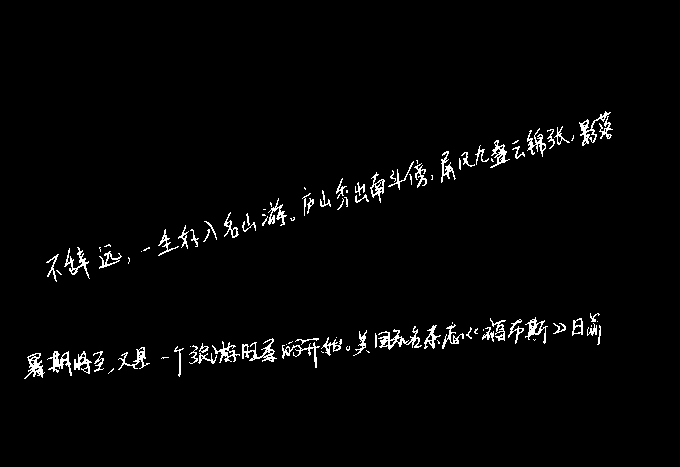 不辞远，一生好入名山游。庐山秀出南斗傍，屏风九叠云锦张，影落
暑期将至，又是一个旅游旺季的开始。美国知名杂志《福布斯》日前